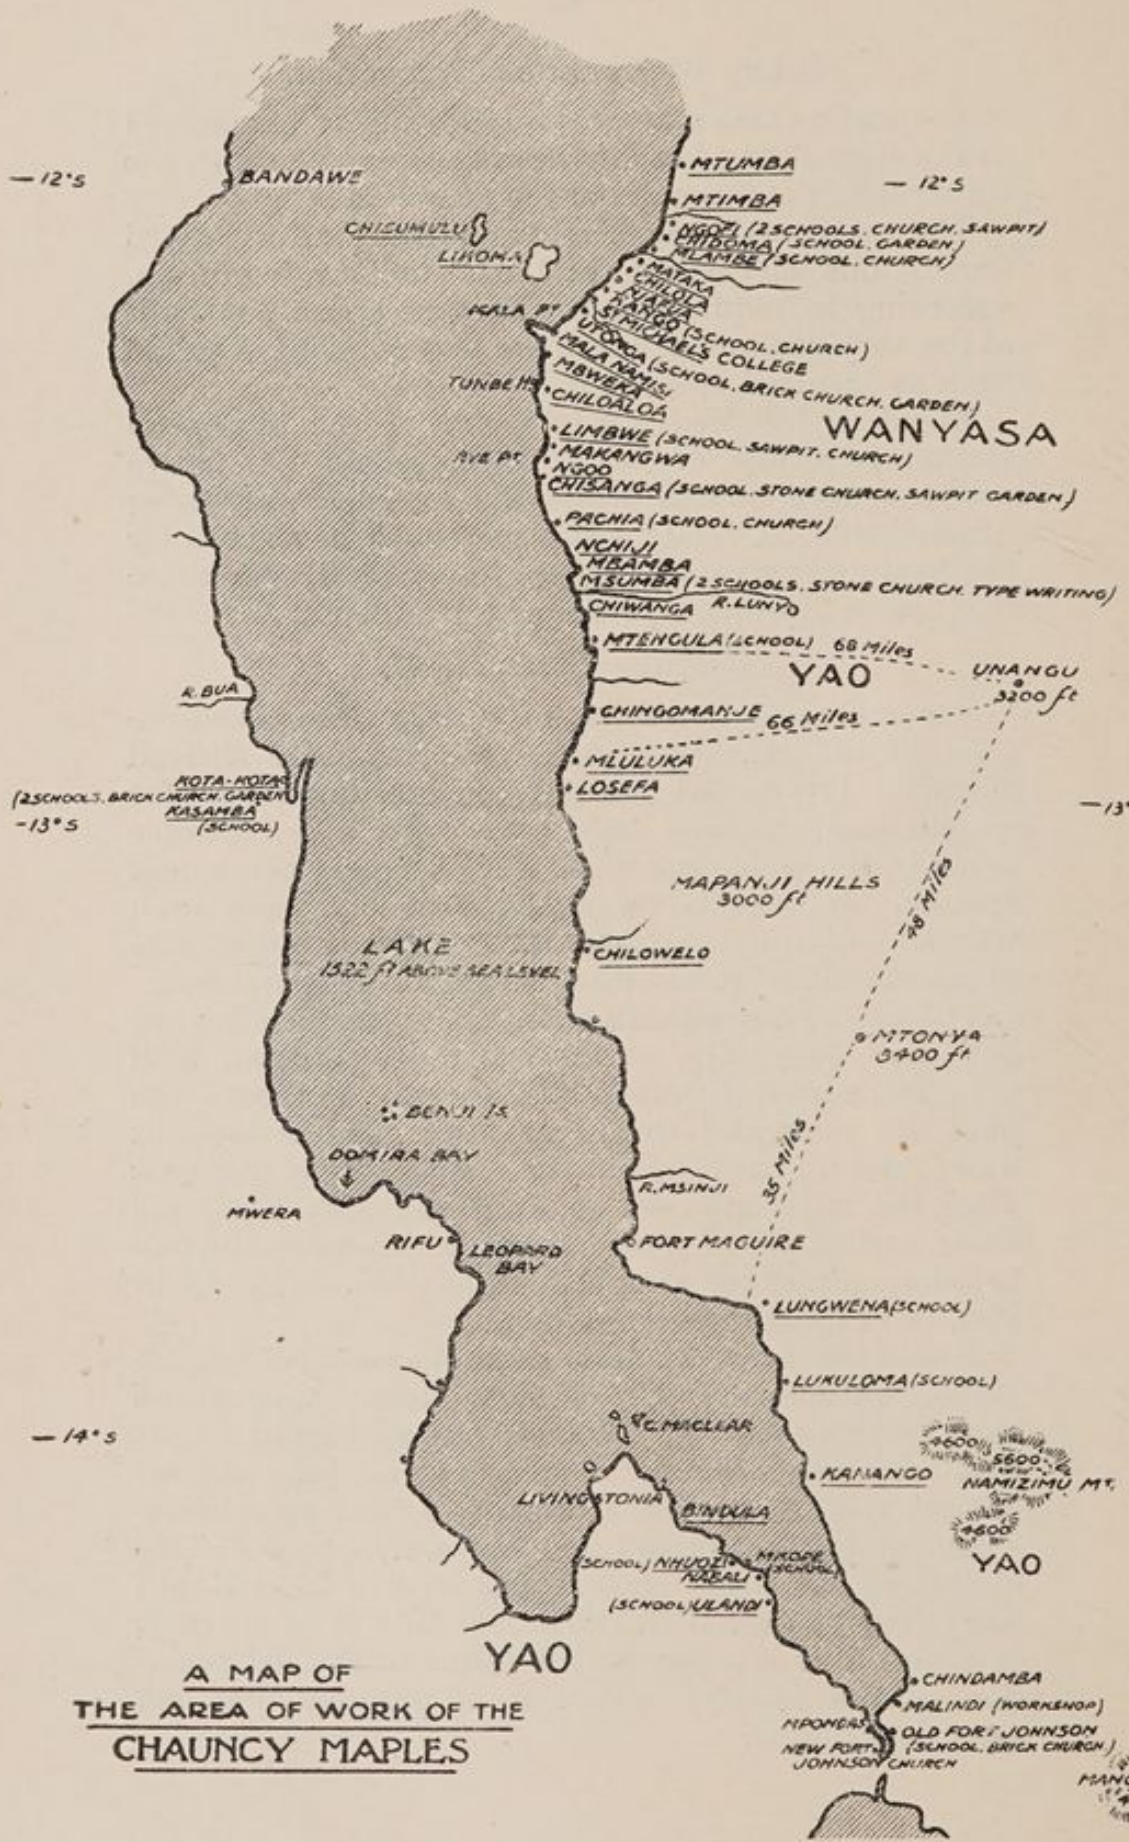 MTUMBA
—12°S
BANDAWE
— 12°S
MTIMBA
CHISUMULU
NGOFI (2 SCHOOLS, CHURCH, SAWPIT)
CHIDOMA (SCHOOL, GARDEN)
MLAMBE (SCHOOL, CHURCH)
LIKOMA
MATAKA
CHILOLA
RANGO (SCHOOL, CHURCH)
ST MICHAEL'S COLLEGE
UTONGA (SCHOOL, BRICK CHURCH, GARDEN)
MALA NAMISI
MBWEKA
CHILOALOA
WANYASA
LIMBWE (SCHOOL, SAWPIT, CHURCH)
MAKANGWA
NGOO
CHISANGA (SCHOOL, STONE CHURCH, SAWPIT GARDEN)
PACHIA (SCHOOL, CHURCH)
NCHIJI
MBAMBA
MSUMBA (2 SCHOOLS, STONE CHURCH, TYPE WRITING)
CHIWANGA R. LUNYO
MTENGULA (SCHOOL) 68 Miles
YAO UNANGU
3200 ft
R. BUA
CHINGOMANJE 66 Miles
MLULUKA
KOTA-KOTA
(2 SCHOOLS, BRICK CHURCH, GARDEN
LOSEFA
KASAMBA
—13°S (SCHOOL)
—13°
MAPANJI HILLS
3000 ft
48 Miles
LAKE
1522 ft ABOVE SEA LEVEL
CHILOWELO
MTONYA
3400 ft
BENJI IS
35 Miles
DOMIRA BAY
R. MSINJI
MWERA
RIFU
LEOPARD
BAY
FORT MAGUIRE
LUNGWENA (SCHOOL)
LUKULOMA (SCHOOL)
C. MACLEAR
— 14°S
4600
5600
KAMANGO
NAMIZIMU MT.
LIVINGSTONIA
BINDULA
4600
YAO
(SCHOOL) NHUOZI
MKOPE
(SCHOOL)
KABALI
(SCHOOL) ULANDI
YAO
A MAP OF
THE AREA OF WORK OF THE
CHAUNCY MAPLES
CHINDAMBA
MALINDI (WORKSHOP)
MPONDAS
OLD FORT JOHNSON
(SCHOOL, BRICK CHURCH)
NEW FORT
JOHNSON CHURCH